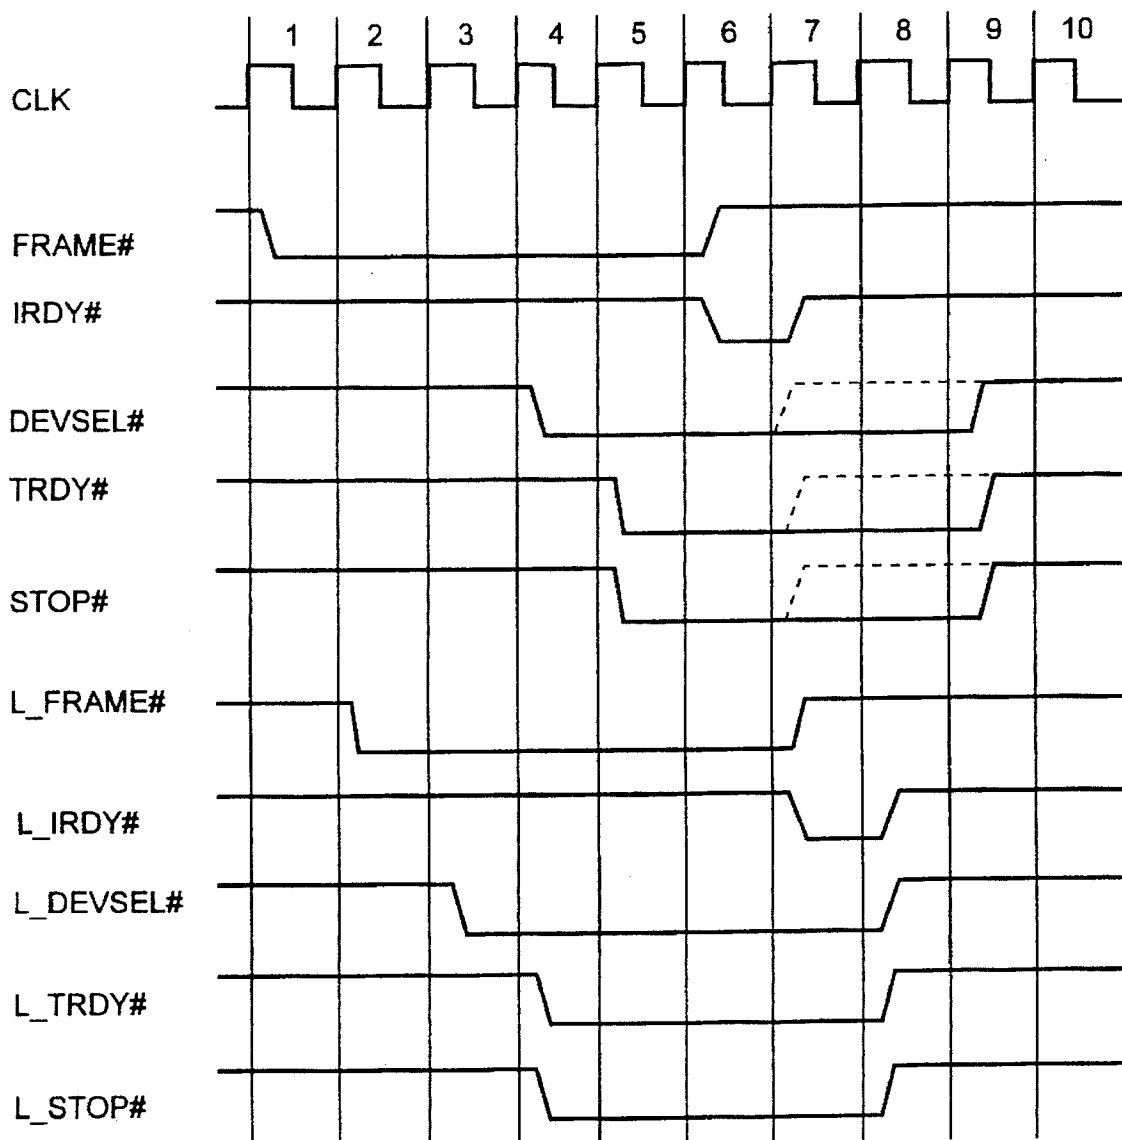 1 2 3 4 5 6 7 8 9 10
CLK
FRAME#
IRDY#
DEVSEL#
TRDY#
STOP#
L_FRAME#
L_IRDY#
L_DEVSEL#
L_TRDY#
L_STOP#